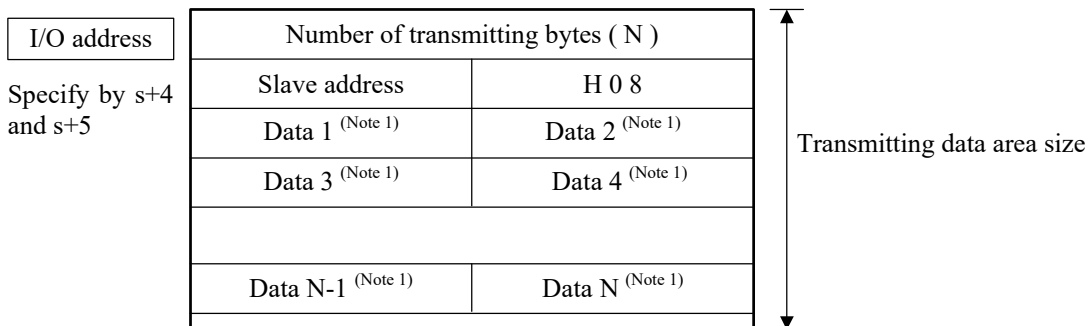 I/O address
Number of transmitting bytes ( N )
Slave address H 0 8
Specify by s+4
and s+5
Data 1 (Note 1) Data 2 (Note 1)
Transmitting data area size
Data 3 (Note 1) Data 4 (Note 1)
Data N-1 (Note 1) Data N (Note 1)